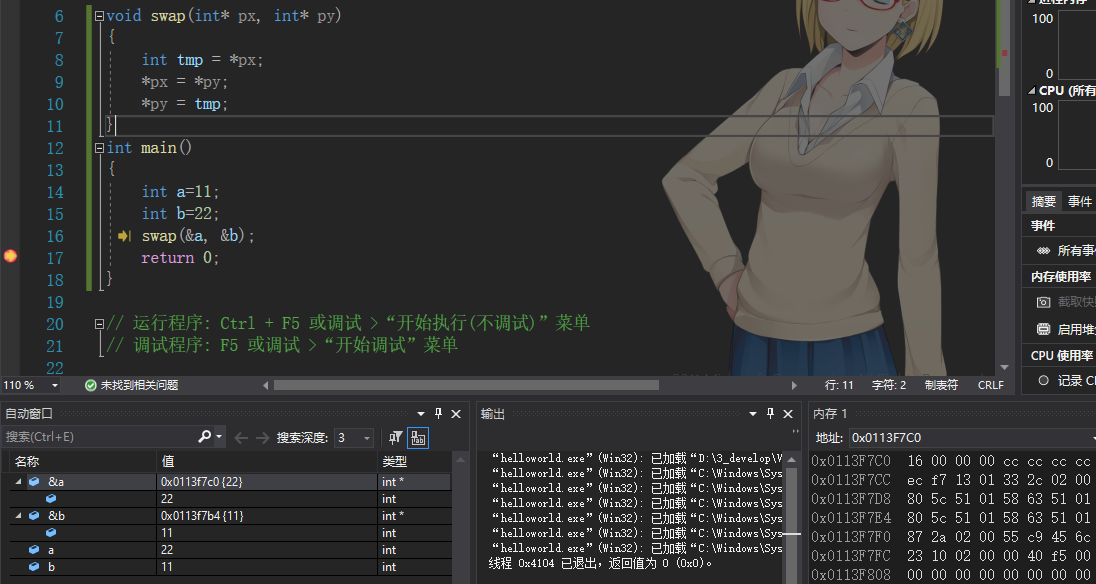 6 void swap(int* px, int* py)
7 {
8 int tmp = *px;
9 *px = *py;
10 *py = tmp;
11 }
12 int main()
13 {
14 int a=11;
15 int b=22;
16 swap(&a, &b);
17 return 0;
18 }
19
20 // 运行程序: Ctrl + F5 或调试 >“开始执行(不调试)”菜单
21 // 调试程序: F5 或调试 >“开始调试”菜单
22
110 % 未找到相关问题 行: 11 字符: 2 制表符 CRLF
100
0
CPU (所有
100
0
摘要 事件
事件
所有事件
内存使用率
截取快
启用堆
CPU 使用率
记录 C
自动窗口
搜索(Ctrl+E) 搜索深度: 3
名称 值 类型
&a 0x0113f7c0 {22} int *
22 int
&b 0x0113f7b4 {11} int *
11 int
a 22 int
b 11 int
输出
“helloworld.exe”(Win32): 已加载“D:\3_develop\V
“helloworld.exe”(Win32): 已加载“C:\Windows\Sys
“helloworld.exe”(Win32): 已加载“C:\Windows\Sys
“helloworld.exe”(Win32): 已加载“C:\Windows\Sys
“helloworld.exe”(Win32): 已加载“C:\Windows\Sys
“helloworld.exe”(Win32): 已加载“C:\Windows\Sys
“helloworld.exe”(Win32): 已加载“C:\Windows\Sys
线程 0x4104 已退出，返回值为 0 (0x0)。
内存 1
地址: 0x0113F7C0
0x0113F7C0 16 00 00 00 cc cc cc cc
0x0113F7CC ec f7 13 01 33 2c 02 00
0x0113F7D8 80 5c 51 01 58 63 51 01
0x0113F7E4 80 5c 51 01 58 63 51 01
0x0113F7F0 87 2a 02 00 55 c9 45 6c
0x0113F7FC 23 10 02 00 00 40 f5 00
0x0113F808 00 00 00 00 00 00 00 00